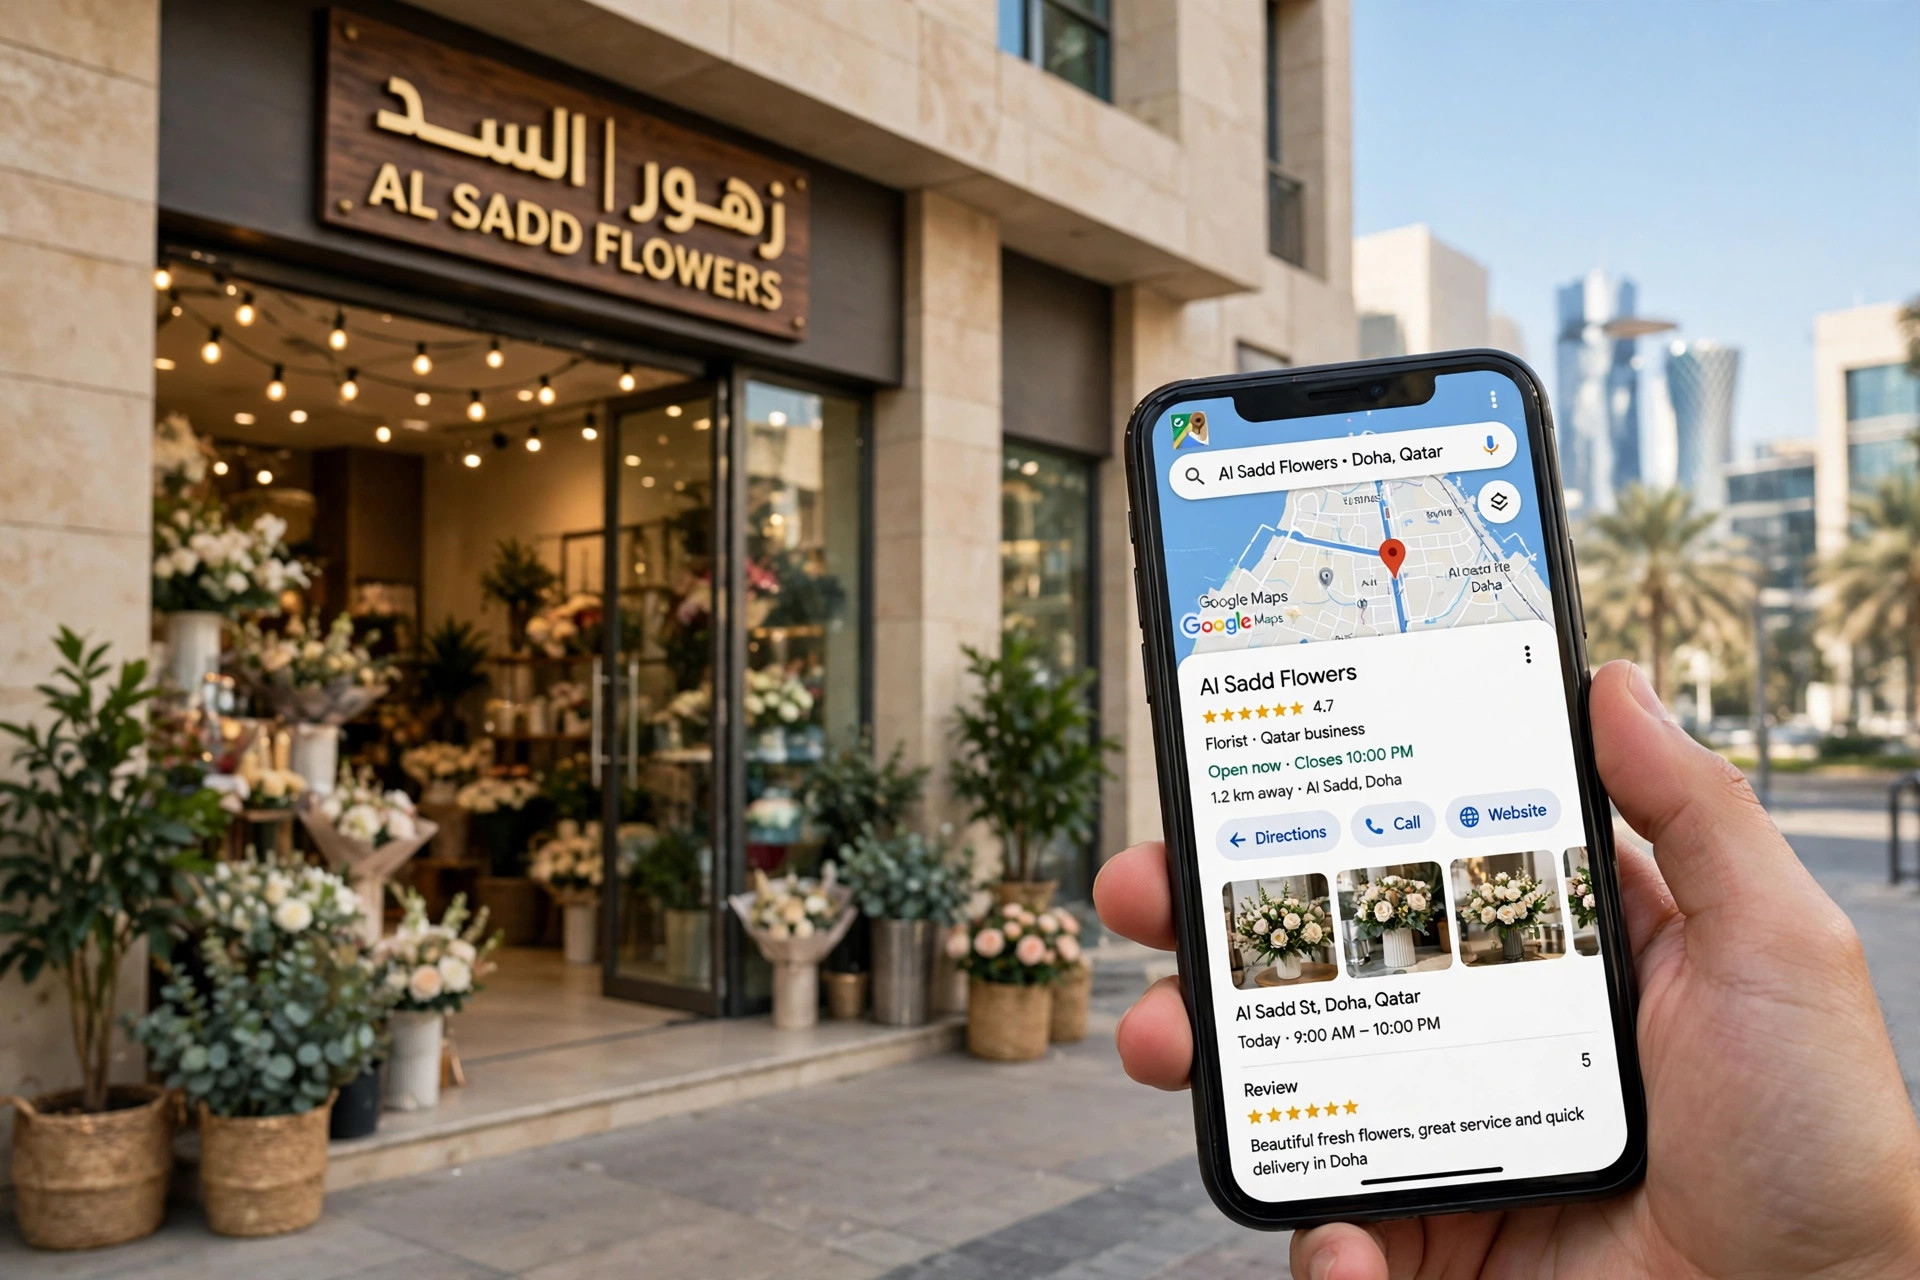 زهور | السد
AL SADD FLOWERS
Al Sadd Flowers • Doha, Qatar
Doha
Google Maps
Google Maps
Al Sadd Flowers
★★★★★★ 4.7
Florist · Qatar business
Open now · Closes 10:00 PM
1.2 km away · Al Sadd, Doha
Directions
Call
Website
Al Sadd St, Doha, Qatar
Today · 9:00 AM – 10:00 PM
Review 5
★★★★★★
Beautiful fresh flowers, great service and quick
delivery in Doha